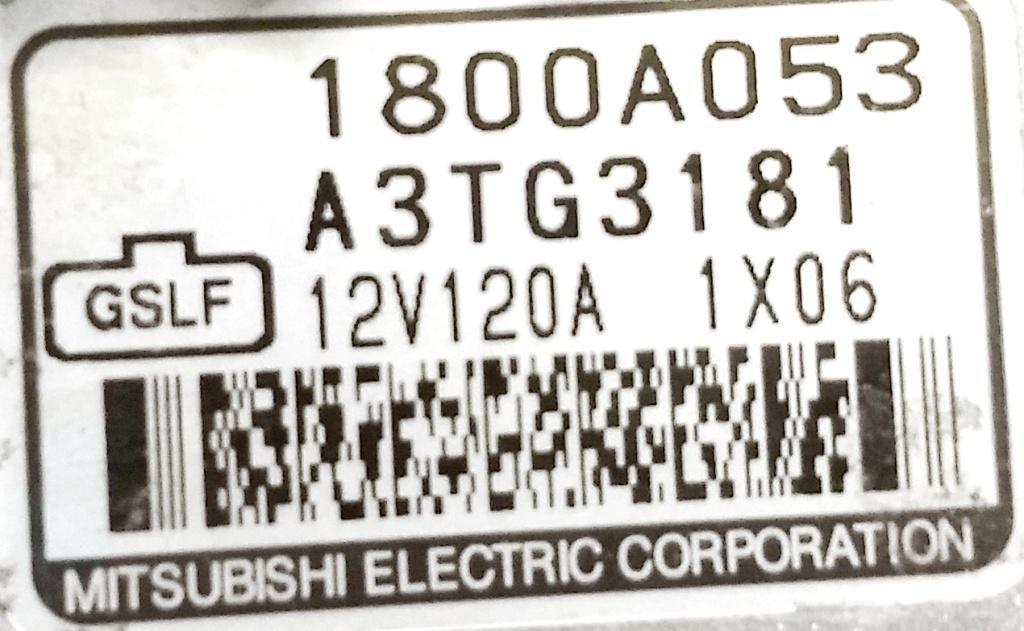 1800A053
A3TG3181
GSLF
12V120A 1X06
MITSUBISHI ELECTRIC CORPORATION